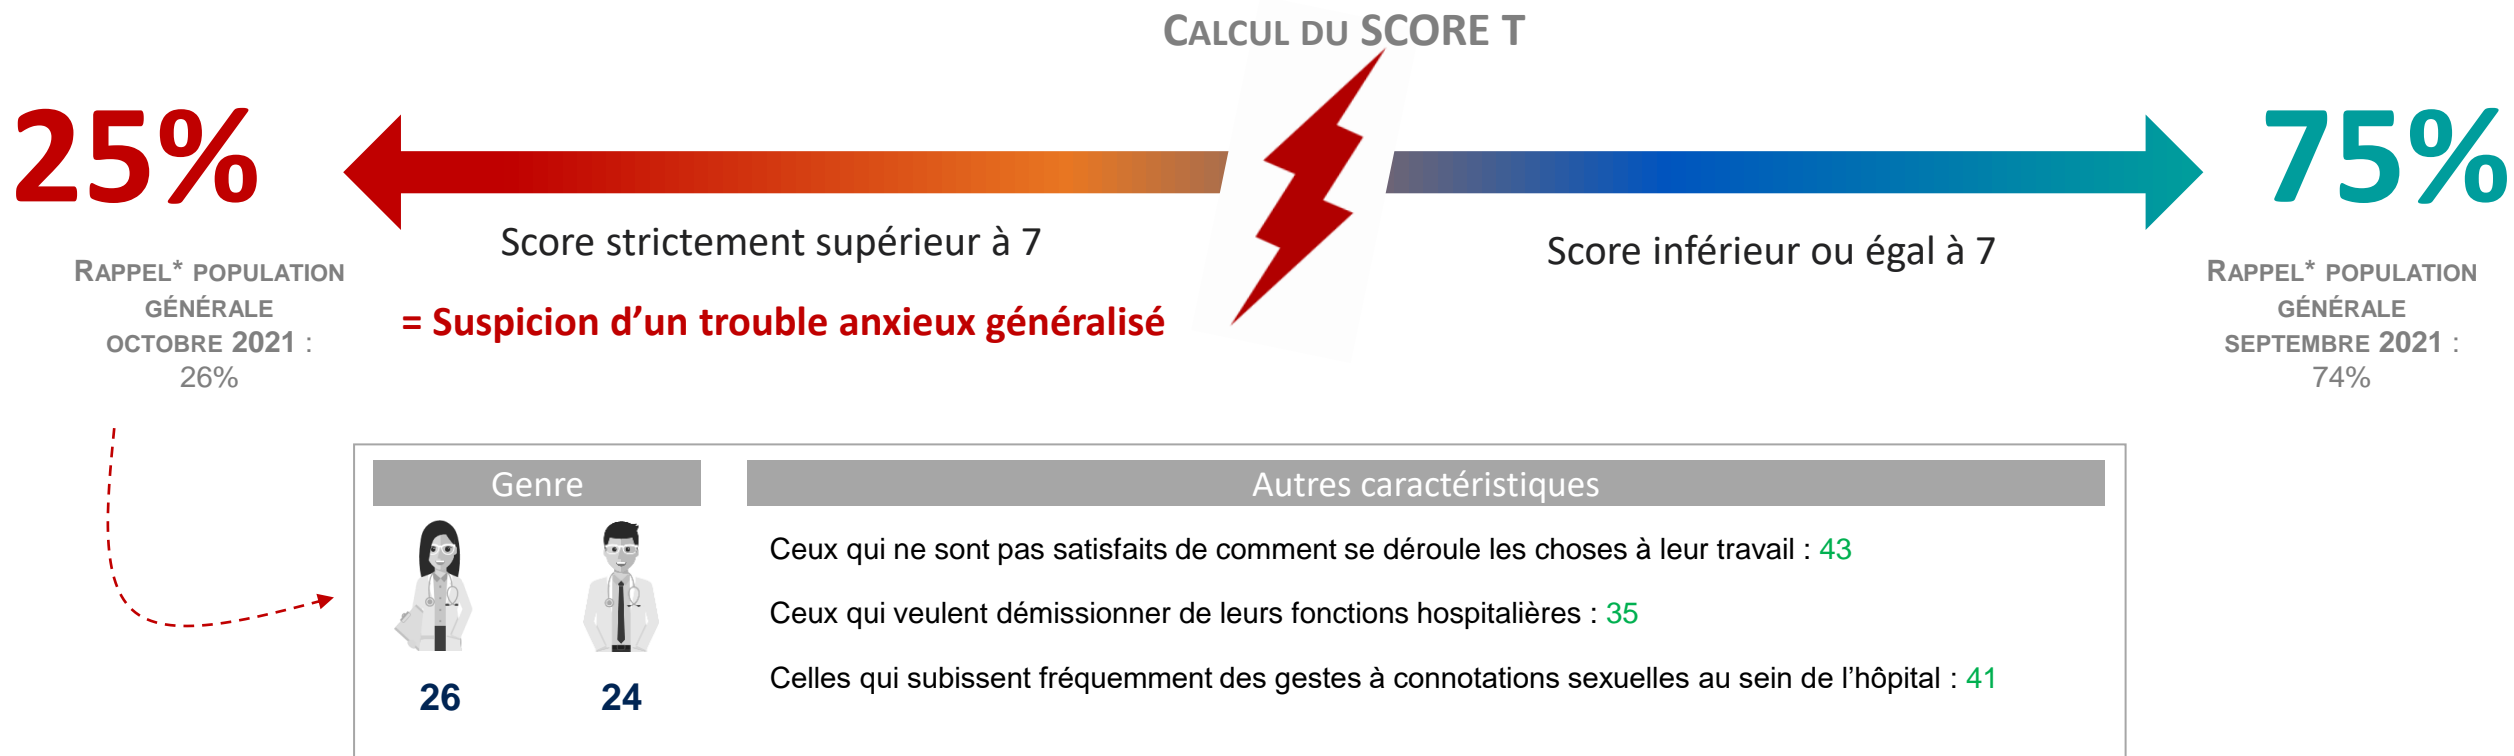 CALCUL DU SCORE T
25%
75%
Score strictement supérieur à 7
= Suspicion d’un trouble anxieux généralisé
Score inférieur ou égal à 7
RAPPEL* POPULATION
GÉNÉRALE
OCTOBRE 2021 :
26%
RAPPEL* POPULATION
GÉNÉRALE
SEPTEMBRE 2021 :
74%
Genre
26
24
Autres caractéristiques
Ceux qui ne sont pas satisfaits de comment se déroule les choses à leur travail : 43
Ceux qui veulent démissionner de leurs fonctions hospitalières : 35
Celles qui subissent fréquemment des gestes à connotations sexuelles au sein de l’hôpital : 41